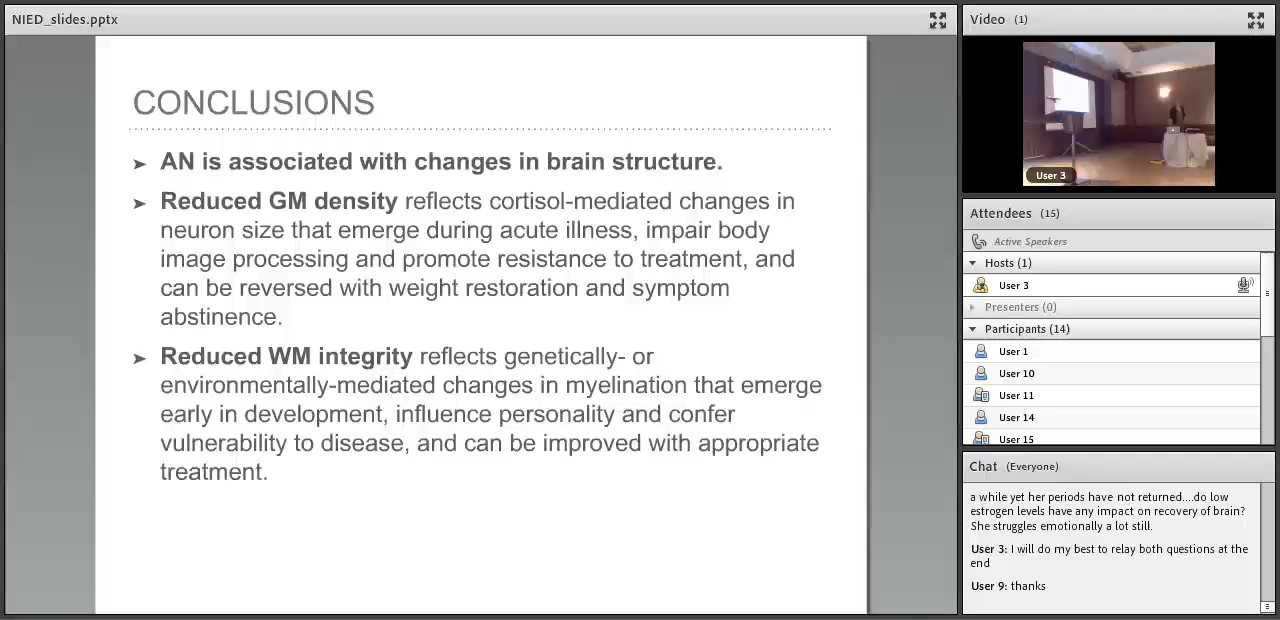 NIED_slides.pptx
CONCLUSIONS
➤ AN is associated with changes in brain structure.
➤ Reduced GM density reflects cortisol-mediated changes in
neuron size that emerge during acute illness, impair body
image processing and promote resistance to treatment, and
can be reversed with weight restoration and symptom
abstinence.
➤ Reduced WM integrity reflects genetically- or
environmentally-mediated changes in myelination that emerge
early in development, influence personality and confer
vulnerability to disease, and can be improved with appropriate
treatment.
Video (1)
User 3
Attendees (15)
Active Speakers
Hosts (1)
User 3
Presenters (0)
Participants (14)
User 1
User 10
User 11
User 14
User 15
Chat (Everyone)
a while yet her periods have not returned....do low
estrogen levels have any impact on recovery of brain?
She struggles emotionally a lot still.
User 3: I will do my best to relay both questions at the
end
User 9: thanks